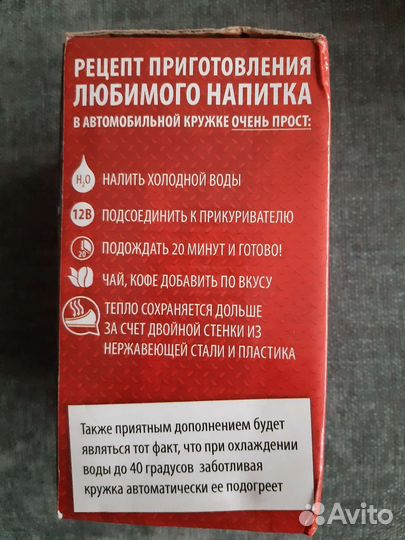 РЕЦЕПТ ПРИГОТОВЛЕНИЯ
ЛЮБИМОГО НАПИТКА
В АВТОМОБИЛЬНОЙ КРУЖКЕ ОЧЕНЬ ПРОСТ:
H₂O НАЛИТЬ ХОЛОДНОЙ ВОДЫ
12В ПОДСОЕДИНИТЬ К ПРИКУРИВАТЕЛЮ
20 ПОДОЖДАТЬ 20 МИНУТ И ГОТОВО!
ЧАЙ, КОФЕ ДОБАВИТЬ ПО ВКУСУ
ТЕПЛО СОХРАНЯЕТСЯ ДОЛЬШЕ
ЗА СЧЕТ ДВОЙНОЙ СТЕНКИ ИЗ
НЕРЖАВЕЮЩЕЙ СТАЛИ И ПЛАСТИКА
Также приятным дополнением будет
являться тот факт, что при охлаждении
воды до 40 градусов заботливая
кружка автоматически ее подогреет
Avito